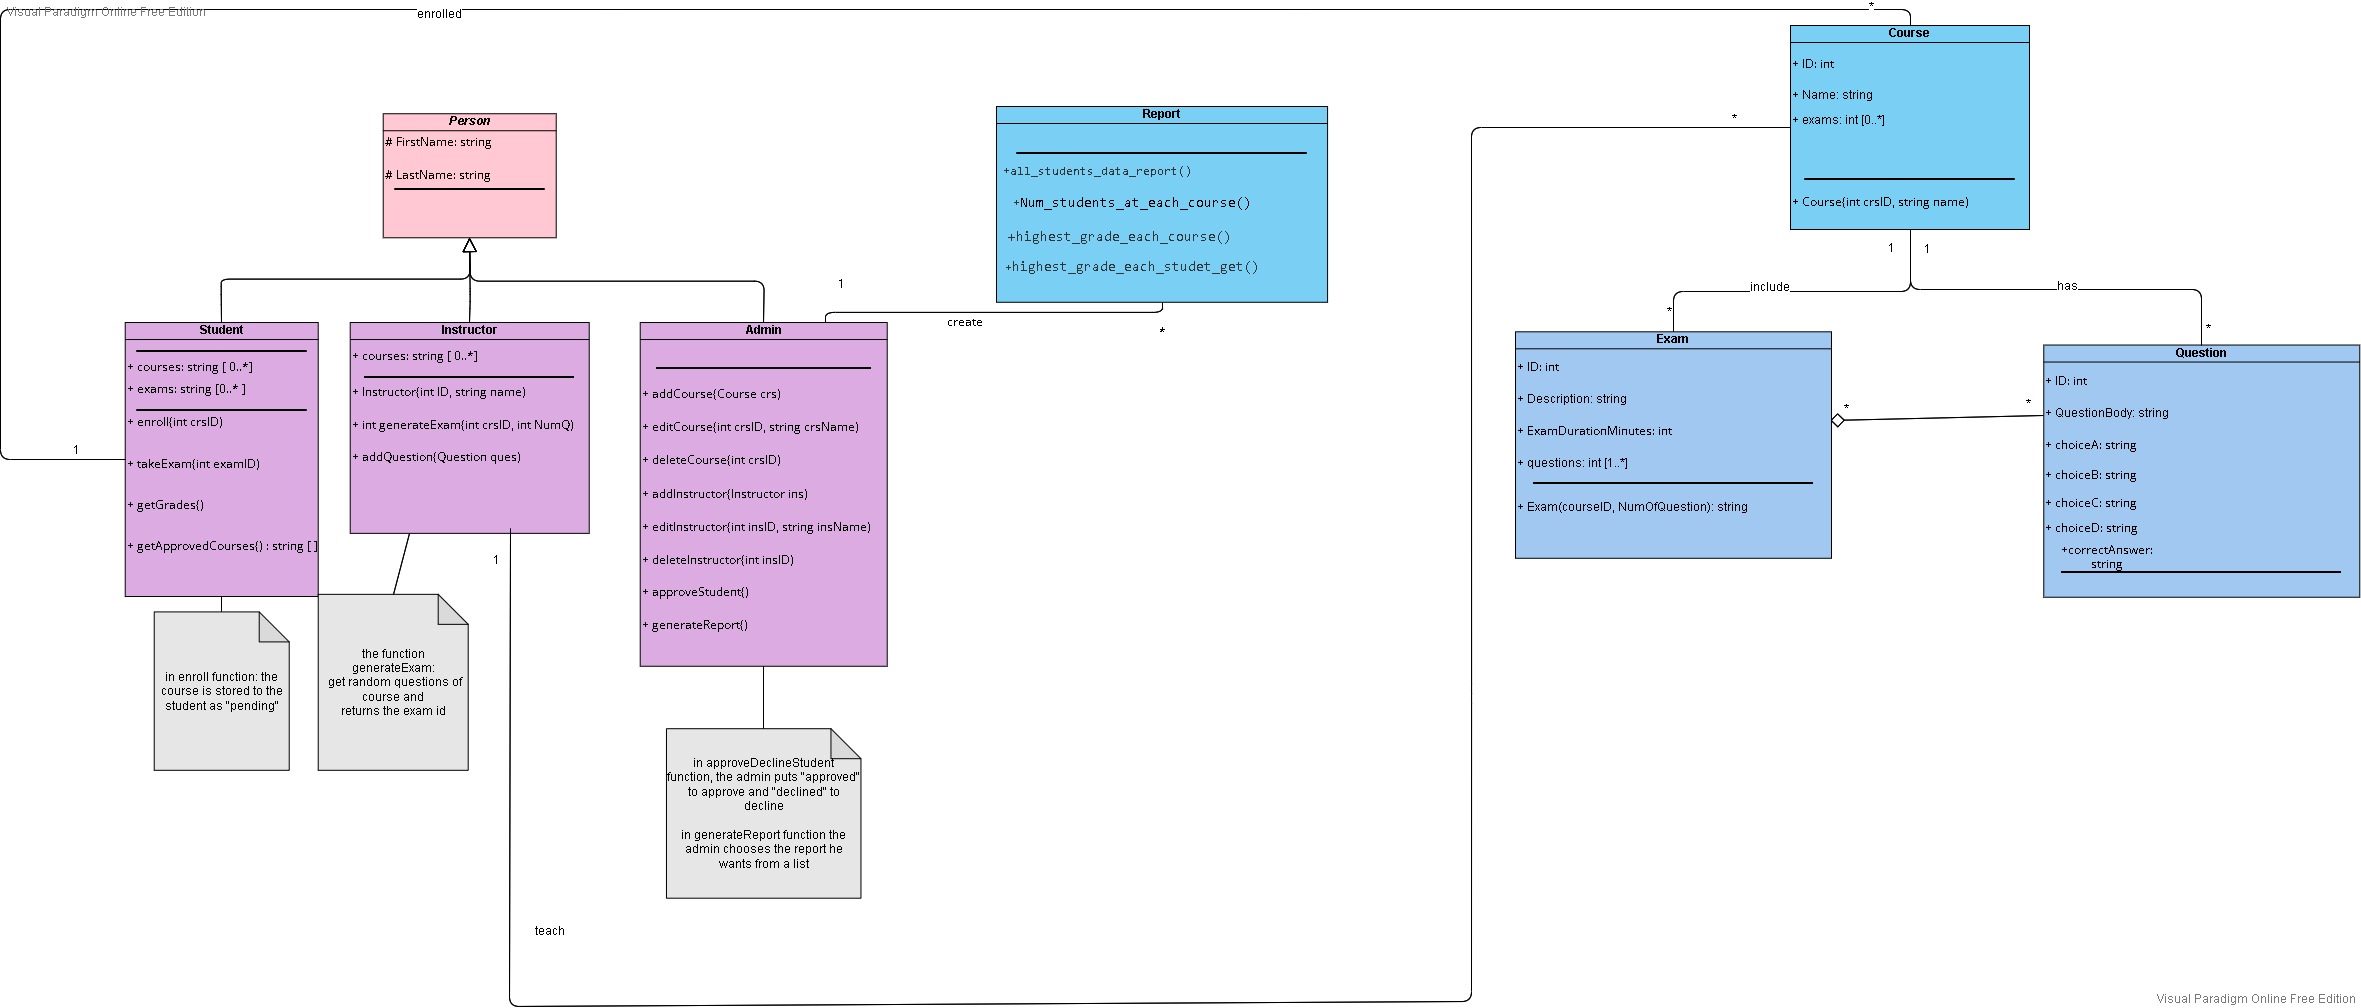 Visual Paradigm Online Free Edition
enrolled
*
Course
+ ID: int
+ Name: string
+ exams: int [0..*]
+ Course(int crsID, string name)
*
Person
# FirstName: string
# LastName: string
Report
+all_students_data_report()
+Num_students_at_each_course()
+highest_grade_each_course()
+highest_grade_each_studet_get()
1
create
*
1
1
include
has
*
*
Student
+ courses: string [ 0..*]
+ exams: string [0..* ]
+ enroll(int crsID)
+ takeExam(int examID)
+ getGrades()
+ getApprovedCourses() : string [ ]
1
Instructor
+ courses: string [ 0..*]
+ Instructor(int ID, string name)
+ int generateExam(int crsID, int NumQ)
+ addQuestion(Question ques)
1
Admin
+ addCourse(Course crs)
+ editCourse(int crsID, string crsName)
+ deleteCourse(int crsID)
+ addInstructor(Instructor ins)
+ editInstructor(int insID, string insName)
+ deleteInstructor(int insID)
+ approveStudent()
+ generateReport()
Exam
+ ID: int
+ Description: string
+ ExamDurationMinutes: int
+ questions: int [1..*]
+ Exam(courseID, NumOfQuestion): string
*
*
Question
+ ID: int
+ QuestionBody: string
+ choiceA: string
+ choiceB: string
+ choiceC: string
+ choiceD: string
+correctAnswer:
string
in enroll function: the
course is stored to the
student as "pending"
the function
generateExam:
get random questions of
course and
returns the exam id
in approveDeclineStudent
function, the admin puts "approved"
to approve and "declined" to
decline
in generateReport function the
admin chooses the report he
wants from a list
teach
Visual Paradigm Online Free Edition